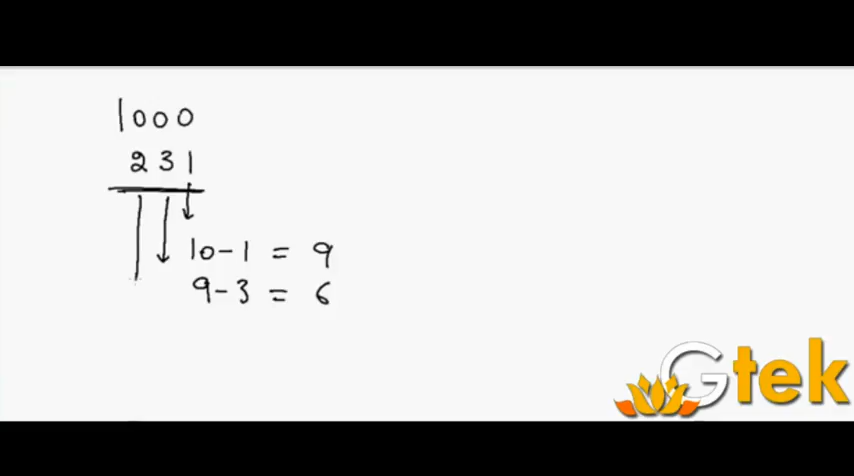 1000
231
10-1 = 9
9-3 = 6
Gtek